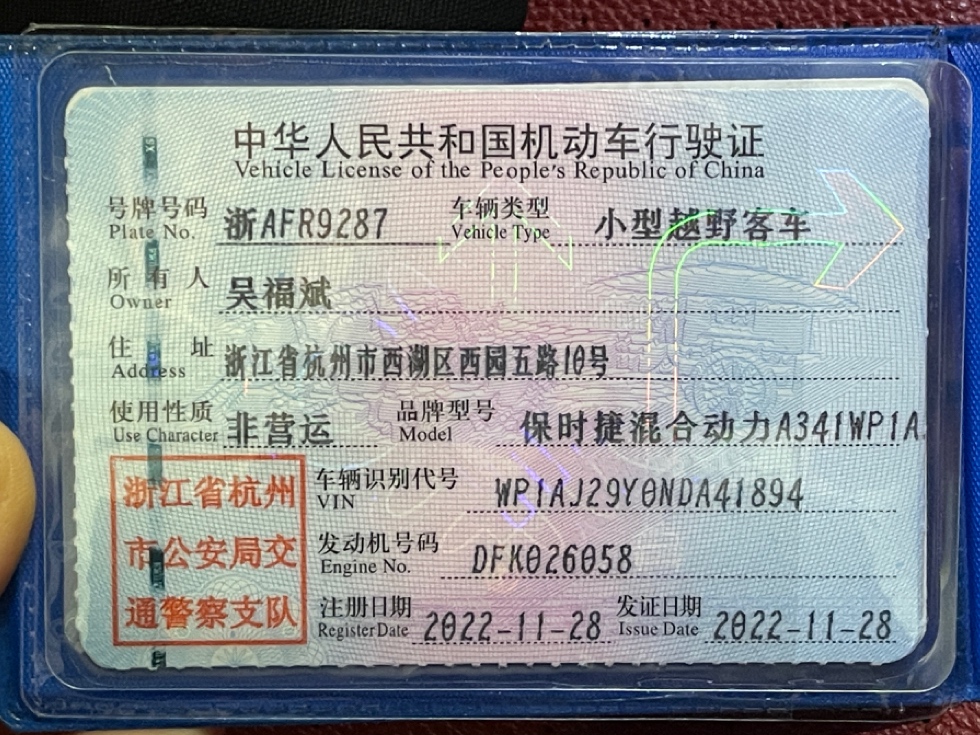 中华人民共和国机动车行驶证
Vehicle License of the People's Republic of China
号牌号码 浙AFR9287 车辆类型 小型越野客车
Plate No. Vehicle Type
所有人 吴福斌
Owner
住址 浙江省杭州市西湖区西园五路10号
Address
使用性质 非营运 品牌型号 保时捷混合动力A341WP1A
Use Character Model
浙江省杭州
市公安局交
通警察支队
车辆识别代号 WP1AJ29Y0NDA41894
VIN
发动机号码 DFK026058
Engine No.
注册日期 2022-11-28 发证日期 2022-11-28
Register Date Issue Date